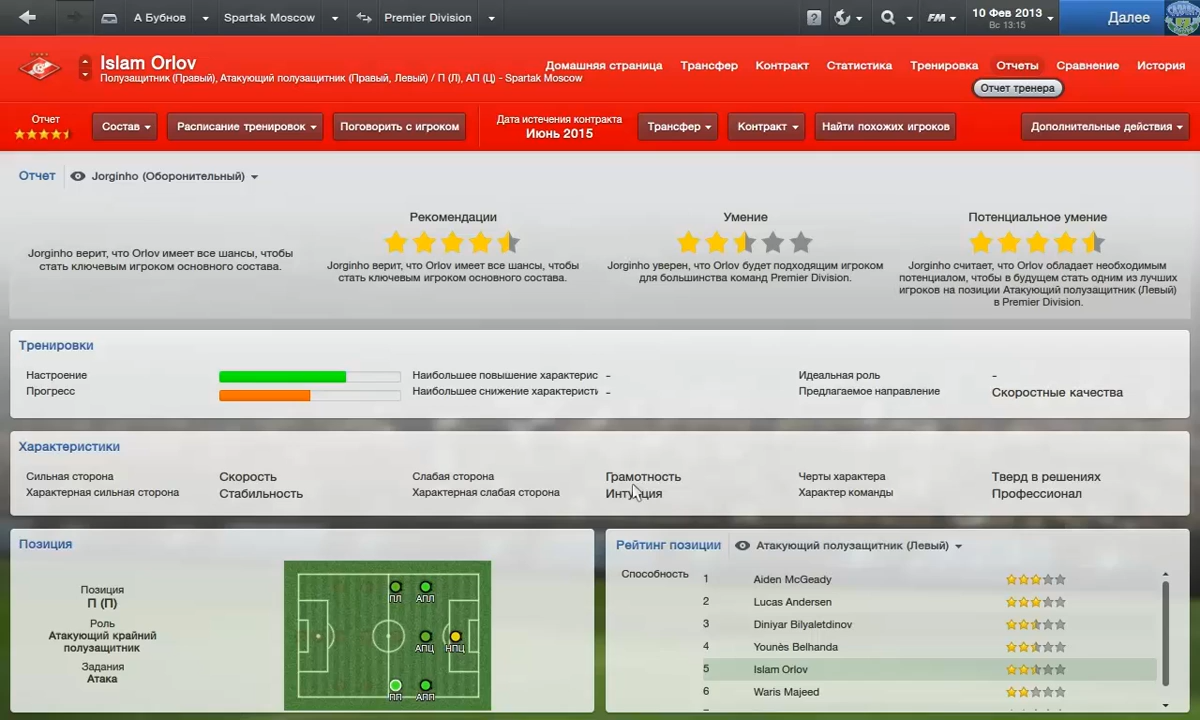 А Бубнов
Spartak Moscow
Premier Division
?
FM
10 Фев 2013
Вс 13:15
Далее
Islam Orlov
Полузащитник (Правый), Атакующий полузащитник (Правый, Левый) / П (Л), АП (Ц) - Spartak Moscow
Домашняя страница
Трансфер
Контракт
Статистика
Тренировка
Отчеты
Сравнение
История
Отчет тренера
Отчет
Состав
Расписание тренировок
Поговорить с игроком
Дата истечения контракта
Июнь 2015
Трансфер
Контракт
Найти похожих игроков
Дополнительные действия
Отчет
Jorginho (Оборонительный)
Jorginho верит, что Orlov имеет все шансы, чтобы
стать ключевым игроком основного состава.
Рекомендации
Jorginho верит, что Orlov имеет все шансы, чтобы
стать ключевым игроком основного состава.
Умение
Jorginho уверен, что Orlov будет подходящим игроком
для большинства команд Premier Division.
Потенциальное умение
Jorginho считает, что Orlov обладает необходимым
потенциалом, чтобы в будущем стать одним из лучших
игроков на позиции Атакующий полузащитник (Левый)
в Premier Division.
Тренировки
Настроение
Наибольшее повышение характерис -
Идеальная роль -
Прогресс
Наибольшее снижение характеристи -
Предлагаемое направление Скоростные качества
Характеристики
Сильная сторона Скорость
Слабая сторона Грамотность
Черты характера Тверд в решениях
Характерная сильная сторона Стабильность
Характерная слабая сторона Интуиция
Характер команды Профессионал
Позиция
Позиция
П (П)
Роль
Атакующий крайний
полузащитник
Задания
Атака
ПЛ АПЛ
АПЦ НПЦ
ПЛ АПП
Рейтинг позиции
Атакующий полузащитник (Левый)
Способность
1 Aiden McGeady
2 Lucas Andersen
3 Diniyar Bilyaletdinov
4 Younès Belhanda
5 Islam Orlov
6 Waris Majeed